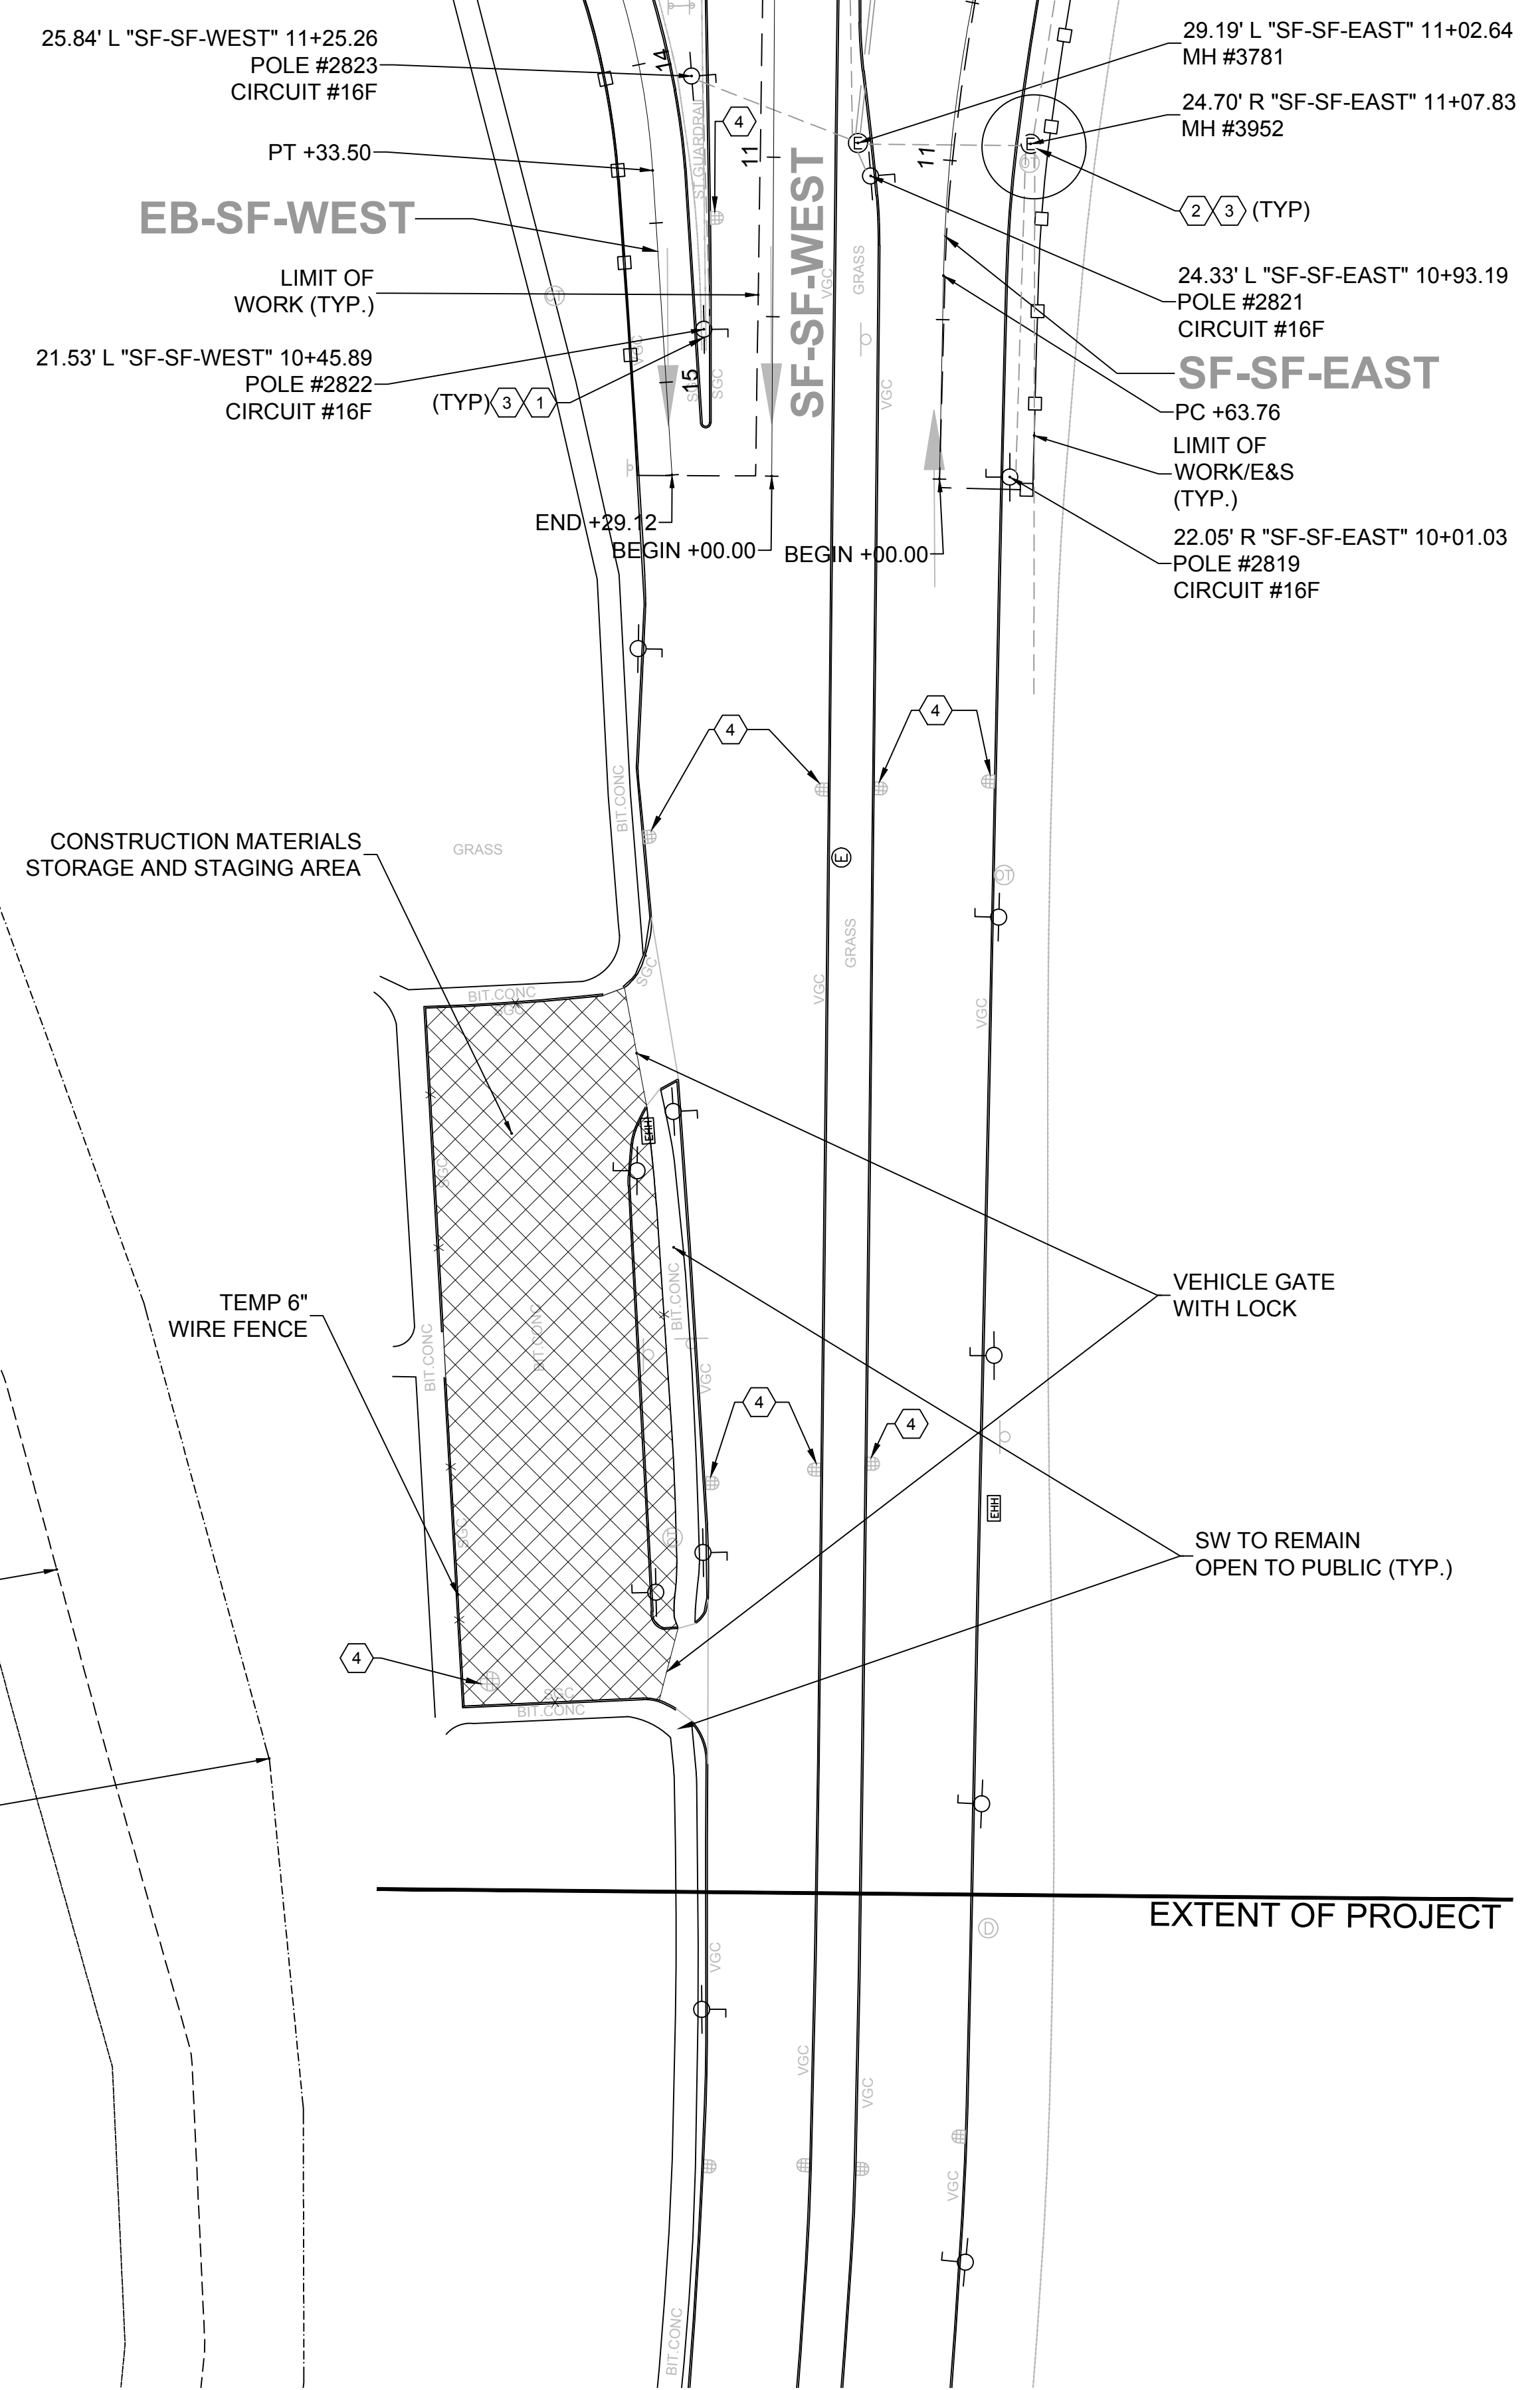 25.84' L "SF-SF-WEST" 11+25.26
POLE #2823
CIRCUIT #16F
PT +33.50
EB-SF-WEST
LIMIT OF
WORK (TYP.)
21.53' L "SF-SF-WEST" 10+45.89
POLE #2822
CIRCUIT #16F
(TYP) 3 1
14
ST.GUARDRAIL
4
11
SF-SF-WEST
VGC
GRASS
VGC
11
E
E
OT
OT
VGC
SGC
15
SGC
29.19' L "SF-SF-EAST" 11+02.64
MH #3781
24.70' R "SF-SF-EAST" 11+07.83
MH #3952
2 3 (TYP)
24.33' L "SF-SF-EAST" 10+93.19
POLE #2821
CIRCUIT #16F
SF-SF-EAST
PC +63.76
LIMIT OF
WORK/E&S
(TYP.)
22.05' R "SF-SF-EAST" 10+01.03
POLE #2819
CIRCUIT #16F
END +29.12
BEGIN +00.00
BEGIN +00.00
4
4
BIT.CONC
GRASS
E
OT
CONSTRUCTION MATERIALS
STORAGE AND STAGING AREA
GRASS
VGC
VGC
SGC
BIT.CONC
SGC
EHH
SGC
VEHICLE GATE
WITH LOCK
TEMP 6"
WIRE FENCE
BIT.CONC
BIT.CONC
BIT.CONC
VGC
4
4
EHH
SGC
OT
SW TO REMAIN
OPEN TO PUBLIC (TYP.)
4
SGC
BIT.CONC
EXTENT OF PROJECT
D
VGC
VGC
VGC
VGC
BIT.CONC